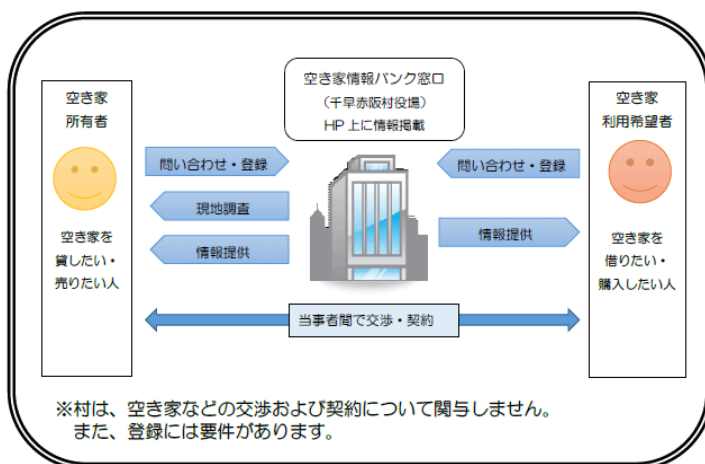 空き家情報バンク窓口
（千早赤阪村役場）
HP 上に情報掲載
空き家
所有者
空き家を
貸したい・
売りたい人
問い合わせ・登録
現地調査
情報提供
問い合わせ・登録
情報提供
空き家
利用希望者
空き家を
借りたい・
購入したい人
当事者間で交渉・契約
※村は、空き家などの交渉および契約について関与しません。
また、登録には要件があります。